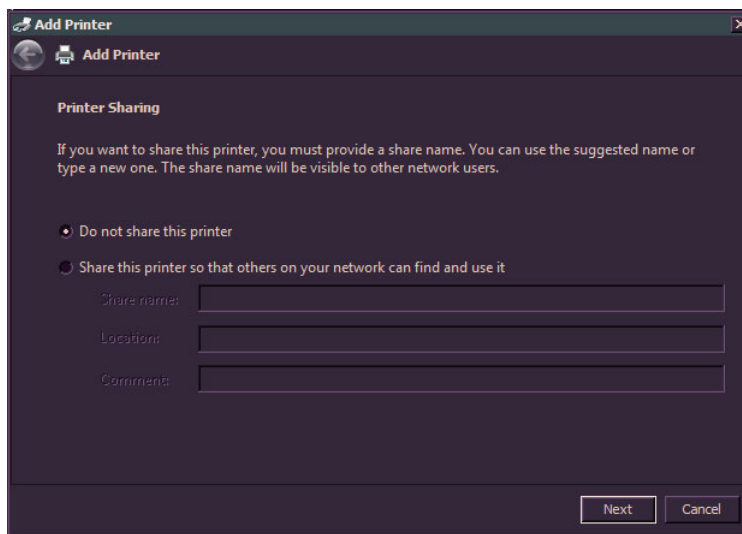 Add Printer
Add Printer
Printer Sharing
If you want to share this printer, you must provide a share name. You can use the suggested name or
type a new one. The share name will be visible to other network users.
Do not share this printer
Share this printer so that others on your network can find and use it
Share name:
Location:
Comment:
Next Cancel